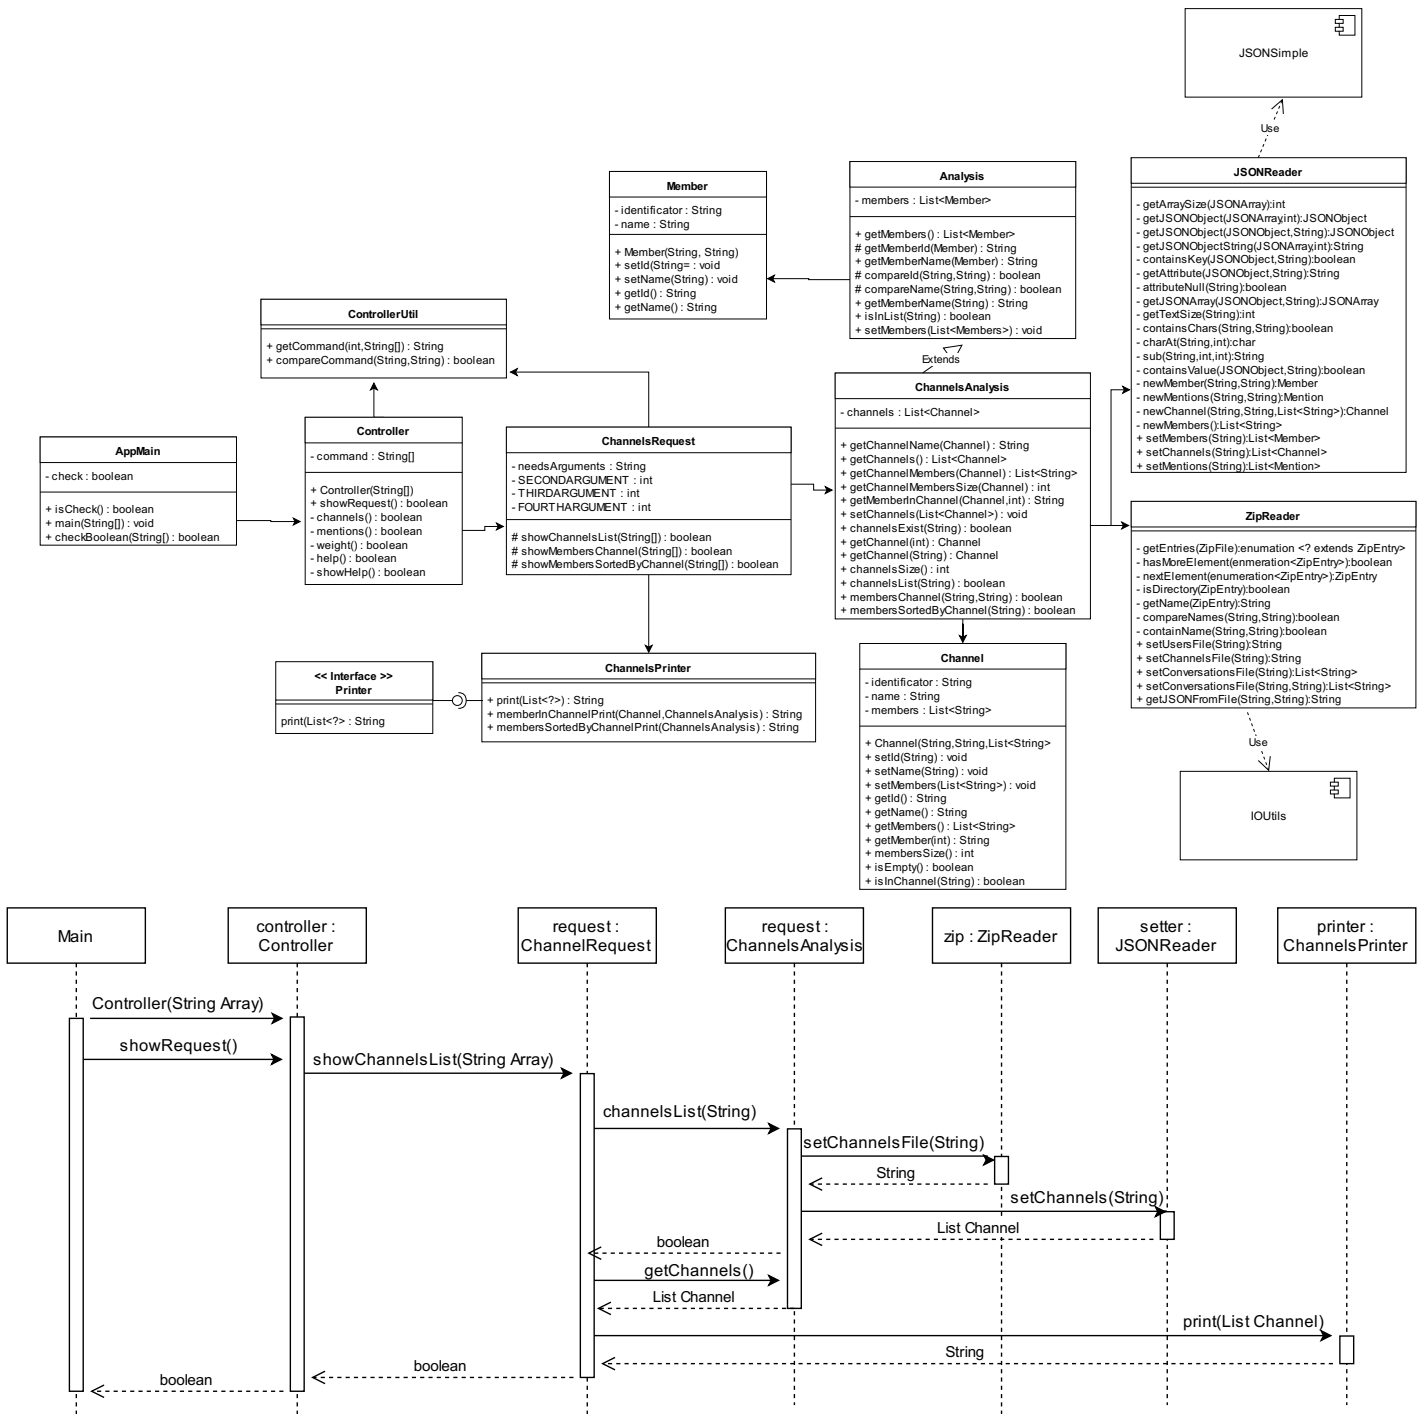 JSONSimple
Use
JSONReader
- getArraySize(JSONArray):int
- getJSONObject(JSONArray,int):JSONObject
- getJSONObject(JSONObject,String):JSONObject
- getJSONObjectString(JSONArray,int):String
- containsKey(JSONObject,String):boolean
- getAttribute(JSONObject,String):String
- attributeNull(String):boolean
- getJSONArray(JSONObject,String):JSONArray
- getTextSize(String):int
- containsChars(String,String):boolean
- charAt(String,int):char
- sub(String,int,int):String
- containsValue(JSONObject,String):boolean
- newMember(String,String):Member
- newMentions(String,String):Mention
- newChannel(String,String,List<String>):Channel
- newMembers():List<String>
+ setMembers(String):List<Member>
+ setChannels(String):List<Channel>
+ setMentions(String):List<Mention>
Member
- identificator : String
- name : String
+ Member(String, String)
+ setId(String= : void
+ setName(String) : void
+ getId() : String
+ getName() : String
Analysis
- members : List<Member>
+ getMembers() : List<Member>
# getMemberId(Member) : String
+ getMemberName(Member) : String
# compareId(String,String) : boolean
# compareName(String,String) : boolean
+ getMemberName(String) : String
+ isInList(String) : boolean
+ setMembers(List<Members>) : void
Extends
ControllerUtil
+ getCommand(int,String[]) : String
+ compareCommand(String,String) : boolean
AppMain
- check : boolean
+ isCheck() : boolean
+ main(String[]) : void
+ checkBoolean(String[) : boolean
Controller
- command : String[]
+ Controller(String[])
+ showRequest() : boolean
- channels() : boolean
- mentions() : boolean
- weight() : boolean
- help() : boolean
- showHelp() : boolean
ChannelsRequest
- needsArguments : String
- SECONDARGUMENT : int
- THIRDARGUMENT : int
- FOURTHARGUMENT : int
# showChannelsList(String[]) : boolean
# showMembersChannel(String[]) : boolean
# showMembersSortedByChannel(String[]) : boolean
ChannelsAnalysis
- channels : List<Channel>
+ getChannelName(Channel) : String
+ getChannels() : List<Channel>
+ getChannelMembers(Channel) : List<String>
+ getChannelMembersSize(Channel) : int
+ getMemberInChannel(Channel,int) : String
+ setChannels(List<Channel>) : void
+ channelsExist(String) : boolean
+ getChannel(int) : Channel
+ getChannel(String) : Channel
+ channelsSize() : int
+ channelsList(String) : boolean
+ membersChannel(String,String) : boolean
+ membersSortedByChannel(String) : boolean
ZipReader
- getEntries(ZipFile):enumation <? extends ZipEntry>
- hasMoreElement(enmeration<ZipEntry>):boolean
- nextElement(enumeration<ZipEntry>):ZipEntry
- isDirectory(ZipEntry):boolean
- getName(ZipEntry):String
- compareNames(String,String):boolean
- containName(String,String):boolean
+ setUsersFile(String):String
+ setChannelsFile(String):String
+ setConversationsFile(String):List<String>
+ setConversationsFile(String,String):List<String>
+ getJSONFromFile(String,String):String
Use
IOUtils
<< Interface >>
Printer
print(List<?> : String
ChannelsPrinter
+ print(List<?>) : String
+ memberInChannelPrint(Channel,ChannelsAnalysis) : String
+ membersSortedByChannelPrint(ChannelsAnalysis) : String
Channel
- identificator : String
- name : String
- members : List<String>
+ Channel(String,String,List<String>
+ setId(String) : void
+ setName(String) : void
+ setMembers(List<String>) : void
+ getId() : String
+ getName() : String
+ getMembers() : List<String>
+ getMember(int) : String
+ membersSize() : int
+ isEmpty() : boolean
+ isInChannel(String) : boolean
Main
controller :
Controller
request :
ChannelRequest
request :
ChannelsAnalysis
zip : ZipReader
setter :
JSONReader
printer :
ChannelsPrinter
Controller(String Array)
showRequest()
showChannelsList(String Array)
channelsList(String)
setChannelsFile(String)
String
setChannels(String)
List Channel
boolean
getChannels()
List Channel
print(List Channel)
String
boolean
boolean